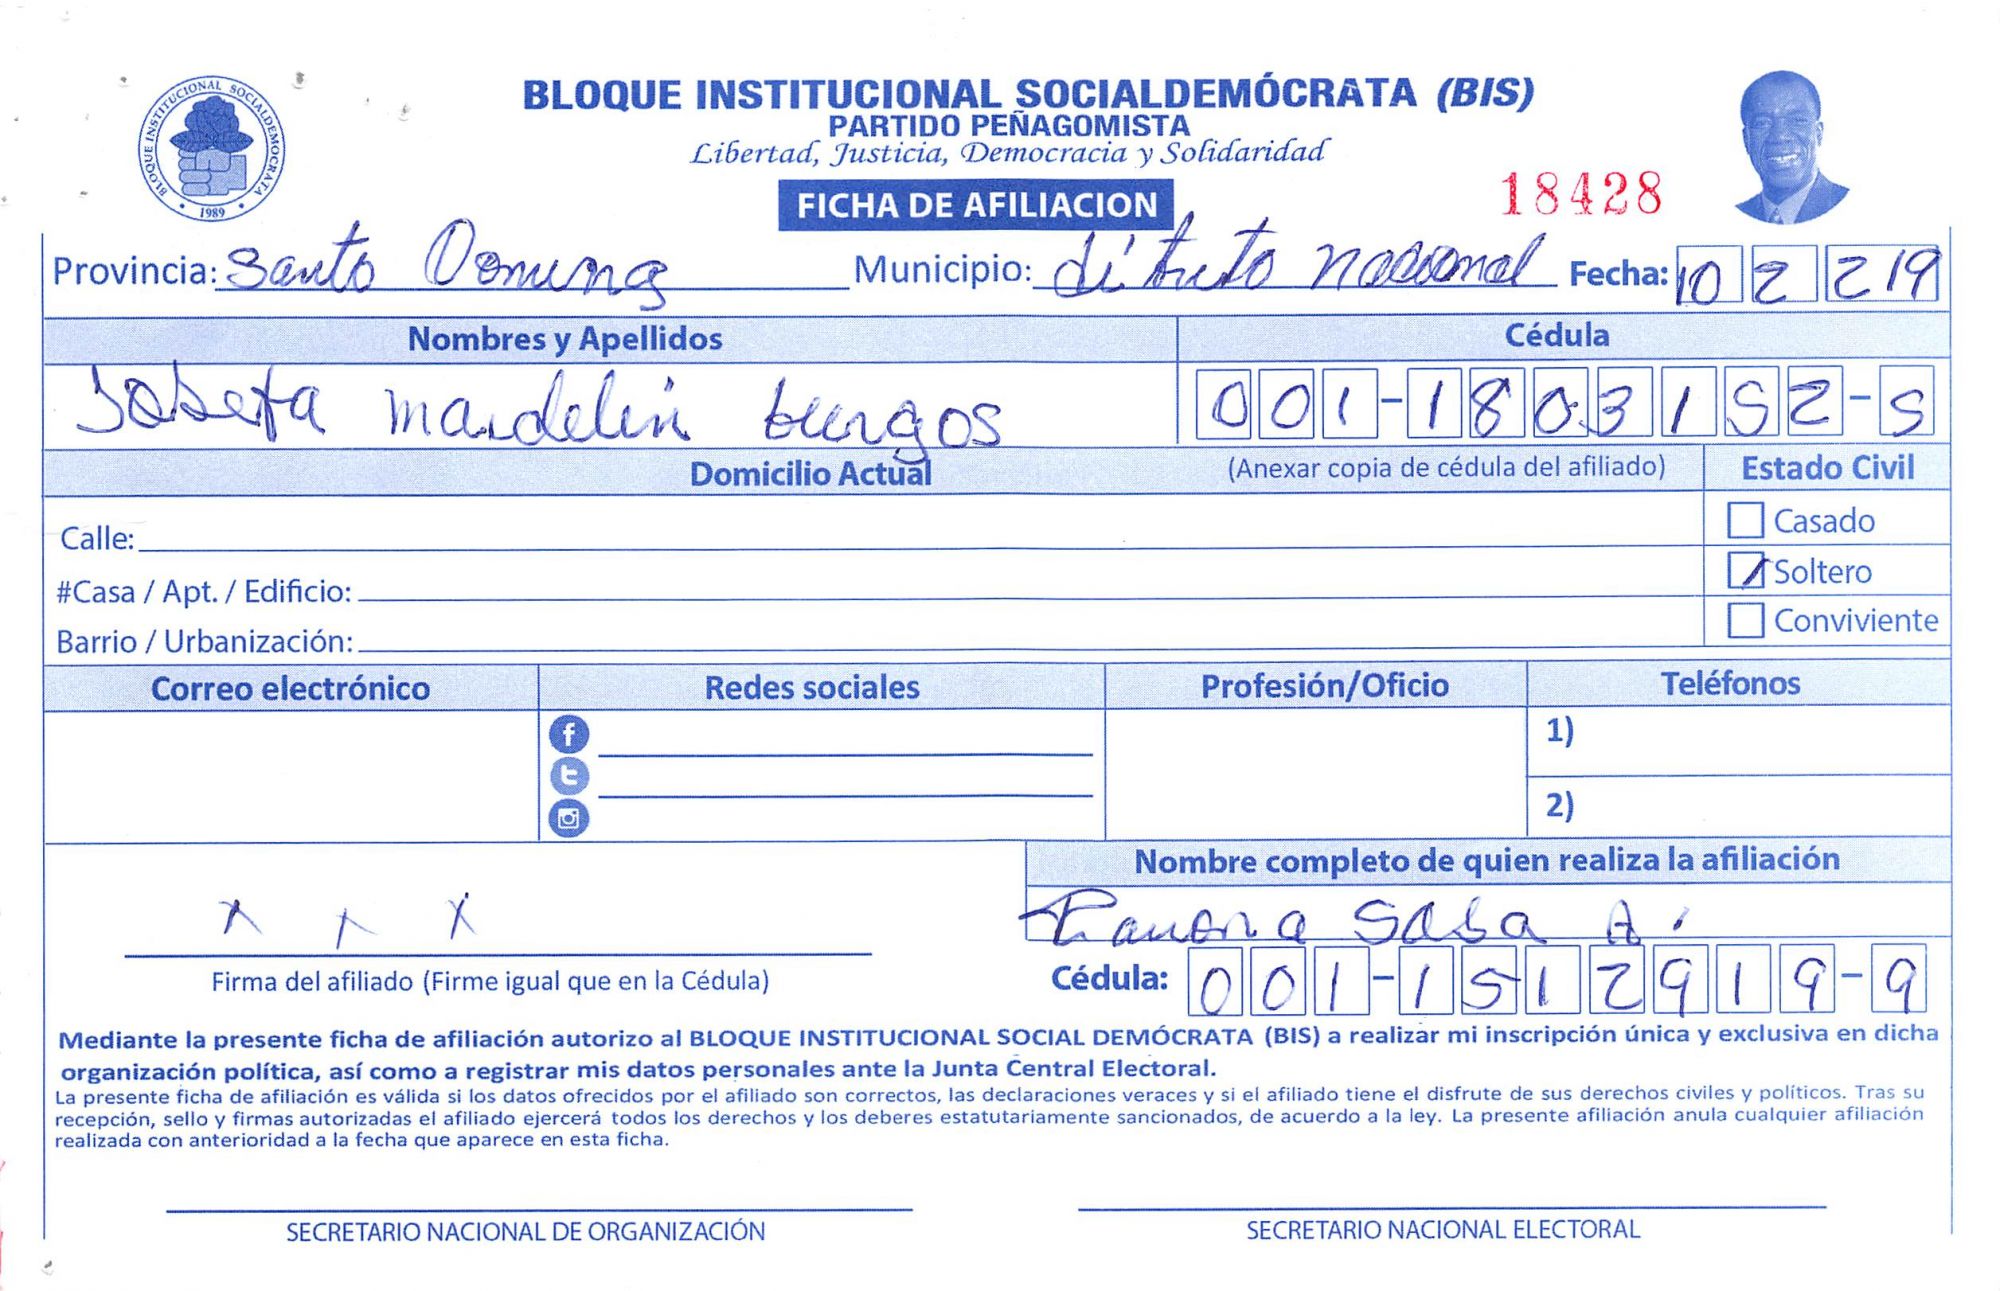 BLOQUE INSTITUCIONAL SOCIALDEMÓCRATA (BIS)
PARTIDO PEÑAGOMISTA
Libertad, Justicia, Democracia y Solidaridad
BLOQUE INSTITUCIONAL SOCIALDEMOCRATA
1989
FICHA DE AFILIACION
18428
Provincia: Santo Domingo Municipio: distrito nacional Fecha: 10 2 219
Nombres y Apellidos Cédula
Josefa Mardelin burgos 001-1803152-5
Domicilio Actual (Anexar copia de cédula del afiliado) Estado Civil
Calle: Casado
#Casa / Apt. / Edificio: Soltero
Barrio / Urbanización: Conviviente
Correo electrónico Redes sociales Profesión/Oficio Teléfonos
1)
2)
Nombre completo de quien realiza la afiliación
x x x
Ramona Sosa A.
Firma del afiliado (Firme igual que en la Cédula) Cédula: 001-1512919-9
Mediante la presente ficha de afiliación autorizo al BLOQUE INSTITUCIONAL SOCIAL DEMÓCRATA (BIS) a realizar mi inscripción única y exclusiva en dicha
organización política, así como a registrar mis datos personales ante la Junta Central Electoral.
La presente ficha de afiliación es válida si los datos ofrecidos por el afiliado son correctos, las declaraciones veraces y si el afiliado tiene el disfrute de sus derechos civiles y políticos. Tras su
recepción, sello y firmas autorizadas el afiliado ejercerá todos los derechos y los deberes estatutariamente sancionados, de acuerdo a la ley. La presente afiliación anula cualquier afiliación
realizada con anterioridad a la fecha que aparece en esta ficha.
SECRETARIO NACIONAL DE ORGANIZACIÓN SECRETARIO NACIONAL ELECTORAL